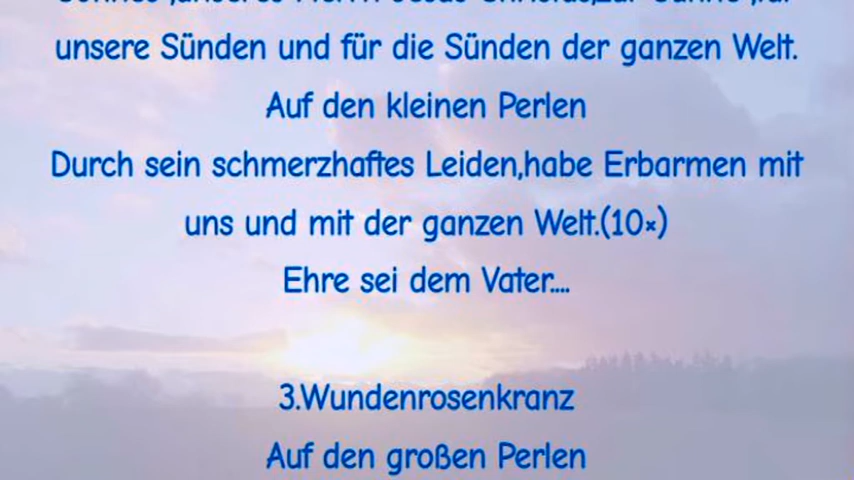 unsere Sünden und für die Sünden der ganzen Welt.
Auf den kleinen Perlen
Durch sein schmerzhaftes Leiden,habe Erbarmen mit
uns und mit der ganzen Welt.(10×)
Ehre sei dem Vater....
3.Wundenrosenkranz
Auf den großen Perlen